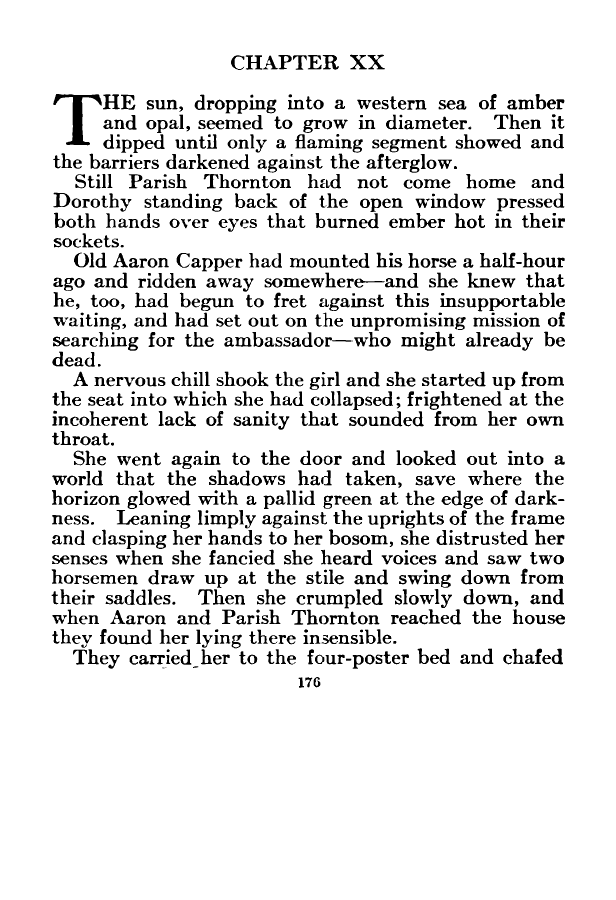 CHAPTER XX
THE sun, dropping into a western sea of amber
and opal, seemed to grow in diameter. Then it
dipped until only a flaming segment showed and
the barriers darkened against the afterglow.
Still Parish Thornton had not come home and
Dorothy standing back of the open window pressed
both hands over eyes that burned ember hot in their
sockets.
Old Aaron Capper had mounted his horse a half-hour
ago and ridden away somewhere—and she knew that
he, too, had begun to fret against this insupportable
waiting, and had set out on the unpromising mission of
searching for the ambassador—who might already be
dead.
A nervous chill shook the girl and she started up from
the seat into which she had collapsed; frightened at the
incoherent lack of sanity that sounded from her own
throat.
She went again to the door and looked out into a
world that the shadows had taken, save where the
horizon glowed with a pallid green at the edge of dark-
ness. Leaning limply against the uprights of the frame
and clasping her hands to her bosom, she distrusted her
senses when she fancied she heard voices and saw two
horsemen draw up at the stile and swing down from
their saddles. Then she crumpled slowly down, and
when Aaron and Parish Thornton reached the house
they found her lying there insensible.
They carried her to the four-poster bed and chafed
176